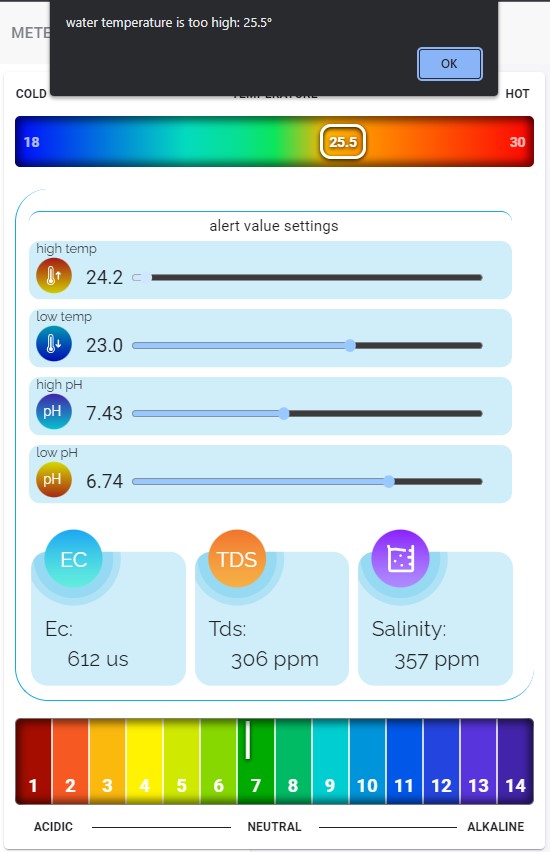 water temperature is too high: 25.5°
OK
METE
COLD
TEMPERATURE
HOT
18
25.5
30
alert value settings
high temp
24.2
low temp
23.0
high pH
pH
7.43
low pH
pH
6.74
EC
TDS
Ec:
612 us
Tds:
306 ppm
Salinity:
357 ppm
1 2 3 4 5 6 7 8 9 10 11 12 13 14
ACIDIC
NEUTRAL
ALKALINE